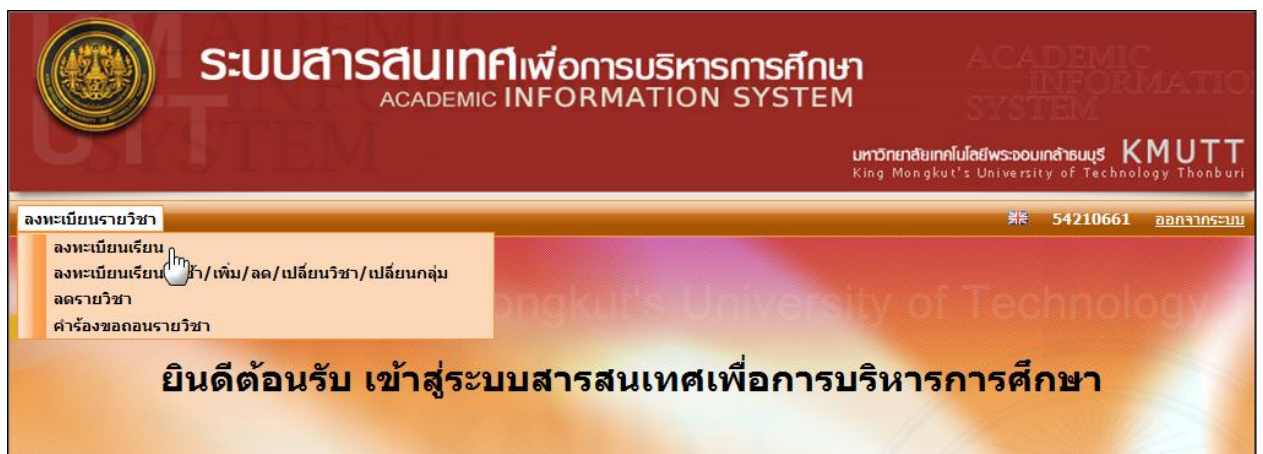 ระบบสารสนเทศเพื่อการบริหารการศึกษา
ACADEMIC INFORMATION SYSTEM
ACADEMIC
INFORMATIO
SYSTEM
มหาวิทยาลัยเทคโนโลยีพระจอมเกล้าธนบุรี KMUTT
King Mongkut's University of Technology Thonburi
ลงทะเบียนรายวิชา
54210661 ออกจากระบบ
ลงทะเบียนเรียน
ลงทะเบียนเรียน /เพิ่ม/ลด/เปลี่ยนวิชา/เปลี่ยนกลุ่ม
ลดรายวิชา
คำร้องขอถอนรายวิชา
ongkut's University of Technology
ยินดีต้อนรับ เข้าสู่ระบบสารสนเทศเพื่อการบริหารการศึกษา